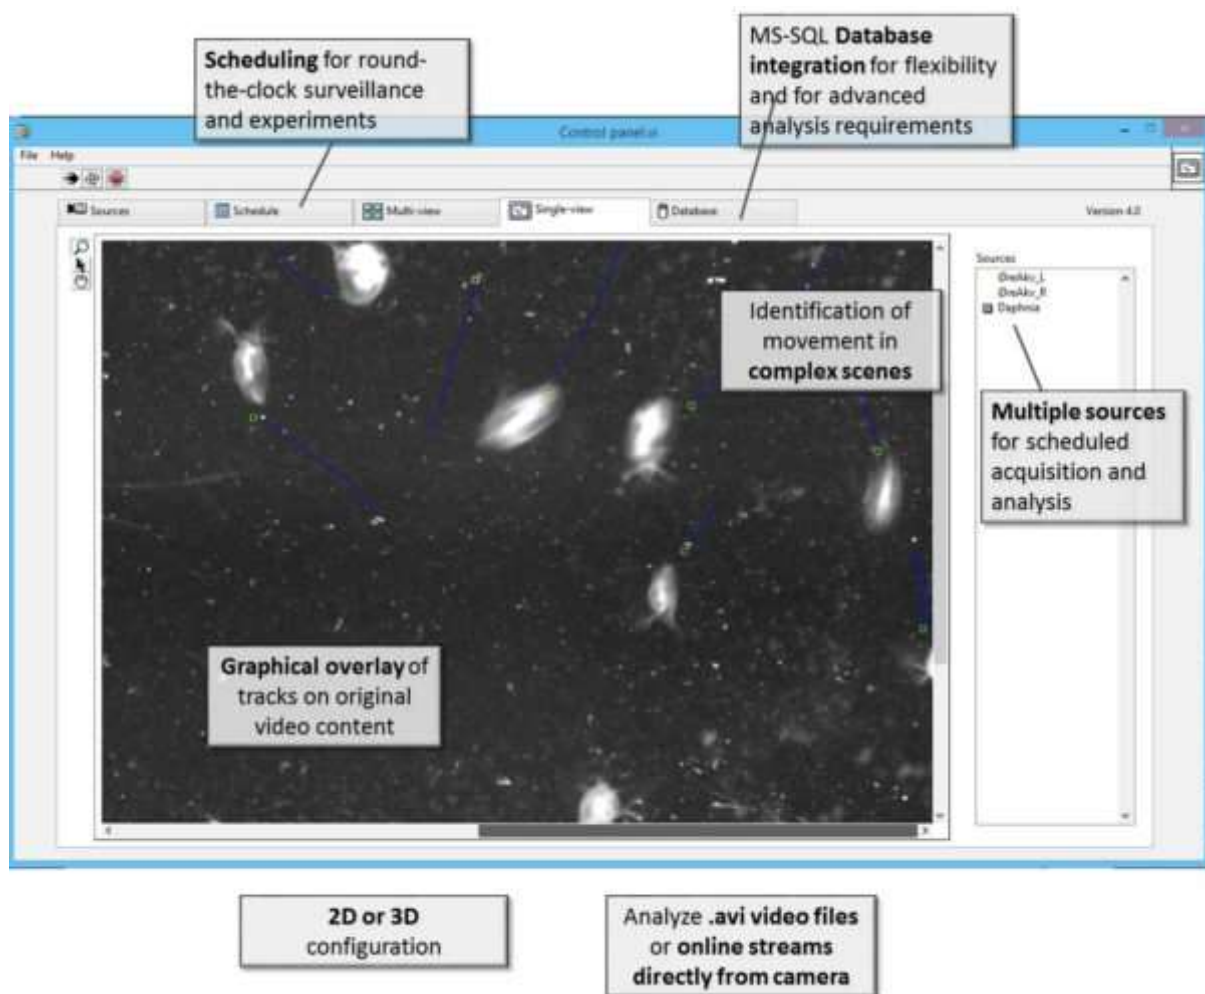 Scheduling for round-
the-clock surveillance
and experiments
MS-SQL Database
integration for flexibility
and for advanced
analysis requirements
Control panel.vi
File Help
Sources
Schedule
Multi-view
Single-view
Database
Version 4.0
Sources
ØreAkv_L
ØreAkv_R
Daphnia
Identification of
movement in
complex scenes
Multiple sources
for scheduled
acquisition and
analysis
Graphical overlay of
tracks on original
video content
2D or 3D
configuration
Analyze .avi video files
or online streams
directly from camera